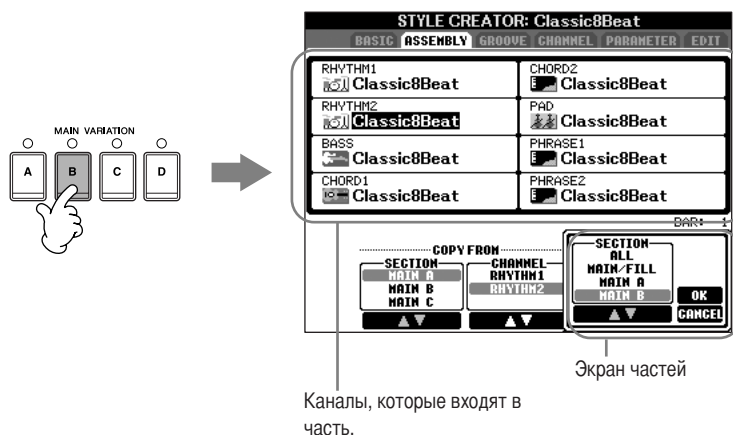 STYLE CREATOR: Classic8Beat
BASIC ASSEMBLY GROOVE CHANNEL PARAMETER EDIT
RHYTHM1
Classic8Beat
CHORD2
Classic8Beat
RHYTHM2
Classic8Beat
PAD
Classic8Beat
BASS
Classic8Beat
PHRASE1
Classic8Beat
CHORD1
Classic8Beat
PHRASE2
Classic8Beat
MAIN VARIATION
A B C D
BAR: 1
COPY FROM
SECTION
MAIN A
MAIN B
MAIN C
CHANNEL
RHYTHM1
RHYTHM2
SECTION
ALL
MAIN/FILL
MAIN A
MAIN B
OK
CANCEL
Экран частей
Каналы, которые входят в
часть.